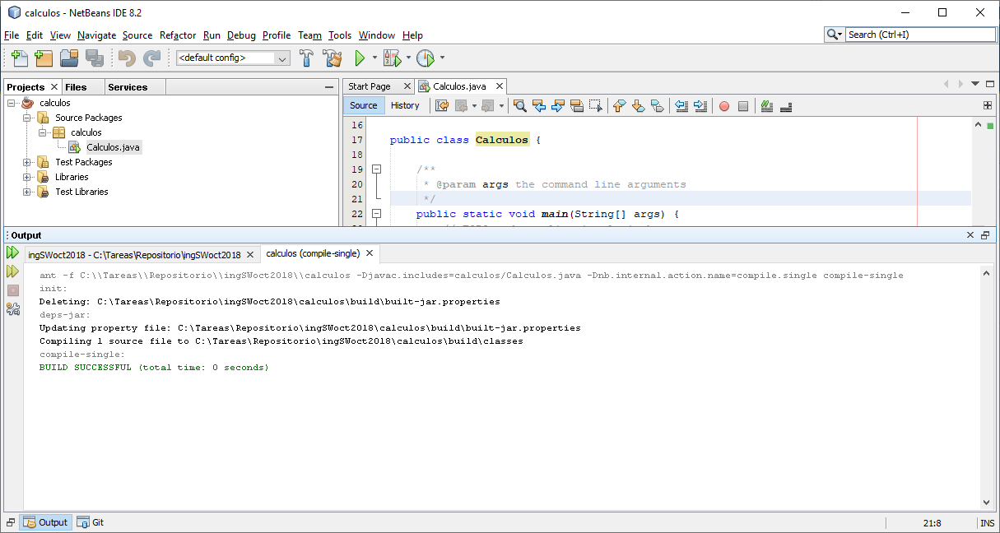 calculos - NetBeans IDE 8.2
File Edit View Navigate Source Refactor Run Debug Profile Team Tools Window Help
Search (Ctrl+I)
<default config>
Projects Files Services
calculos
Source Packages
calculos
Calculos.java
Test Packages
Libraries
Test Libraries
Start Page Calculos.java
Source History
16
17 public class Calculos {
18
19 /**
20 * @param args the command line arguments
21 */
22 public static void main(String[] args) {
Output
ingSWoct2018 - C:\Tareas\Repositorio\ingSWoct2018 calculos (compile-single)
ant -f C:\\Tareas\\Repositorio\\ingSWoct2018\\calculos -Djavac.includes=calculos/Calculos.java -Dnb.internal.action.name=compile.single compile-single
init:
Deleting: C:\Tareas\Repositorio\ingSWoct2018\calculos\build\built-jar.properties
deps-jar:
Updating property file: C:\Tareas\Repositorio\ingSWoct2018\calculos\build\built-jar.properties
Compiling 1 source file to C:\Tareas\Repositorio\ingSWoct2018\calculos\build\classes
compile-single:
BUILD SUCCESSFUL (total time: 0 seconds)
Output Git
21:8 INS